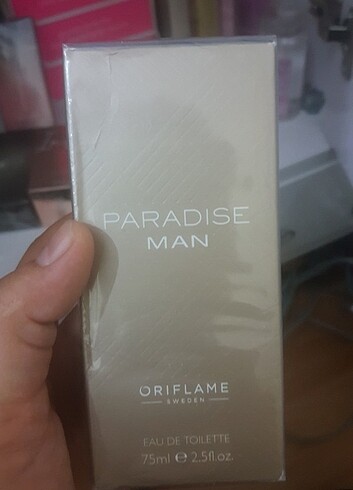 PARADISE
MAN
ORIFLAME
SWEDEN
EAU DE TOILETTE
75ml e 2.5fl.oz.